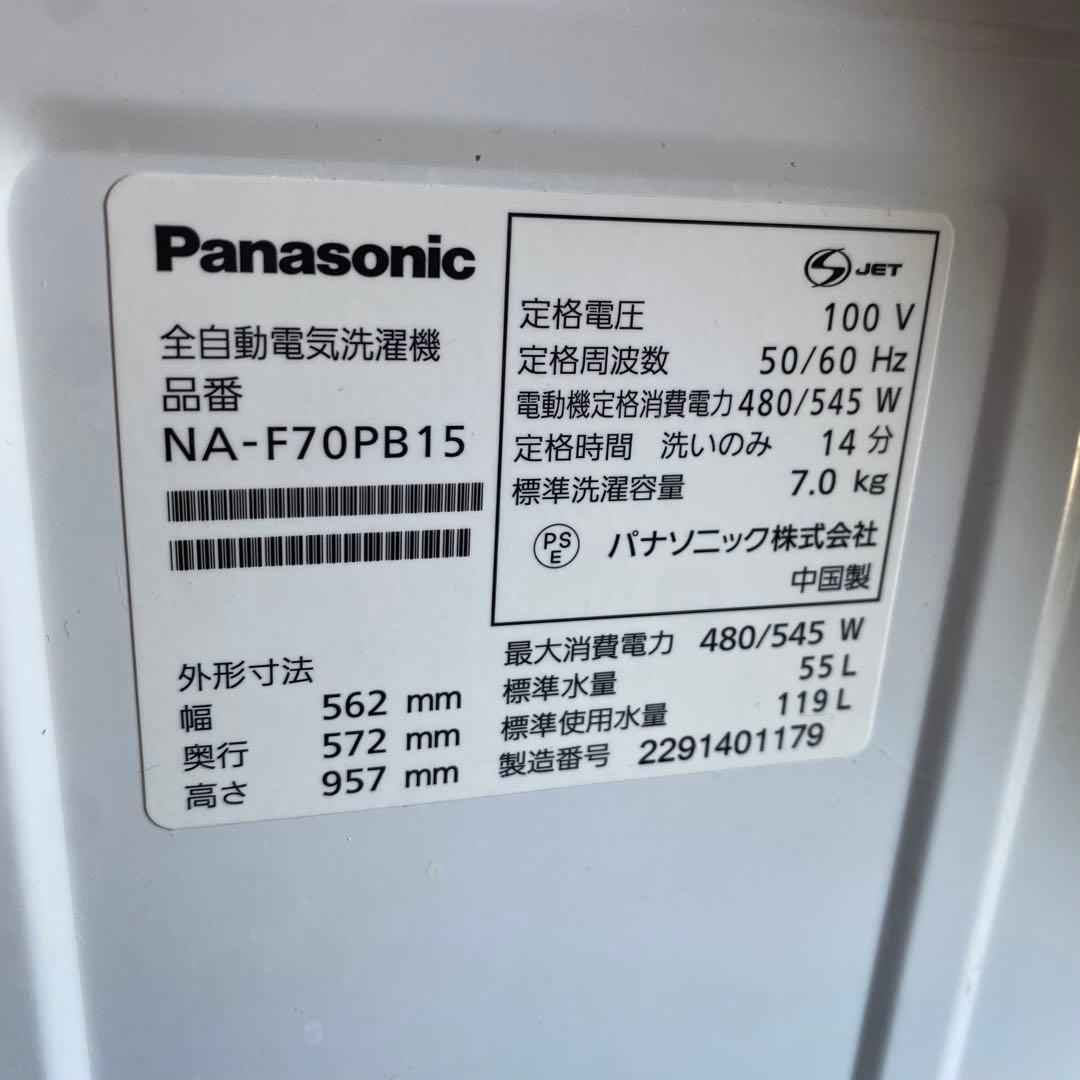 Panasonic
全自動電気洗濯機
品番
NA-F70PB15
外形寸法
幅 562 mm
奥行 572 mm
高さ 957 mm
S JET
定格電圧 100 V
定格周波数 50/60 Hz
電動機定格消費電力 480/545 W
定格時間 洗いのみ 14 分
標準洗濯容量 7.0 kg
PSE パナソニック株式会社
中国製
最大消費電力 480/545 W
標準水量 55 L
標準使用水量 119 L
製造番号 2291401179